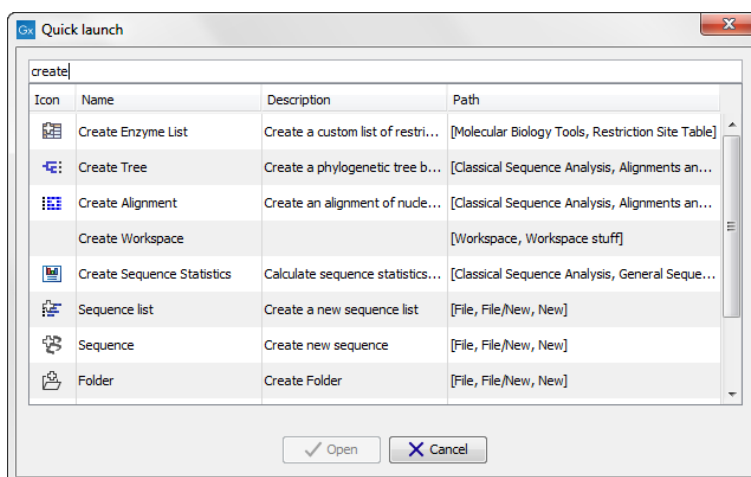 Gx Quick launch
create
Icon Name Description Path
Create Enzyme List Create a custom list of restri... [Molecular Biology Tools, Restriction Site Table]
Create Tree Create a phylogenetic tree b... [Classical Sequence Analysis, Alignments an...
Create Alignment Create an alignment of nucle... [Classical Sequence Analysis, Alignments an...
Create Workspace [Workspace, Workspace stuff]
Create Sequence Statistics Calculate sequence statistics... [Classical Sequence Analysis, General Seque...
Sequence list Create a new sequence list [File, File/New, New]
Sequence Create new sequence [File, File/New, New]
Folder Create Folder [File, File/New, New]
Open Cancel